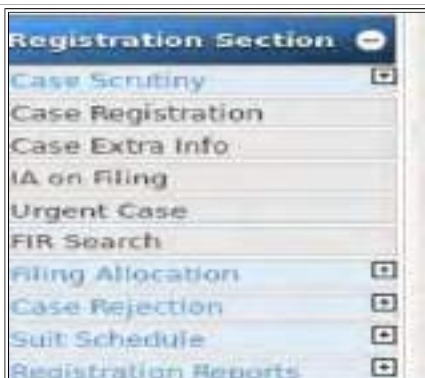 Registration Section
Case Scrutiny
Case Registration
Case Extra Info
IA on Filing
Urgent Case
FIR Search
Filing Allocation
Case Rejection
Suit Schedule
Registration Reports